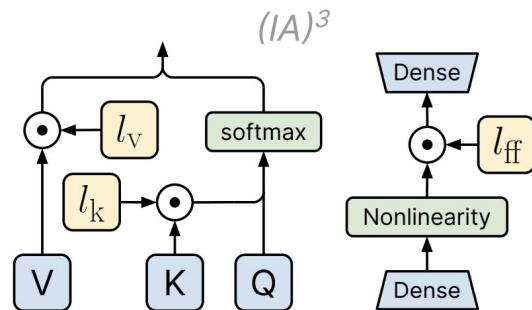 (IA)³
Dense
l_v
softmax
l_ff
l_k
Nonlinearity
V
K
Q
Dense